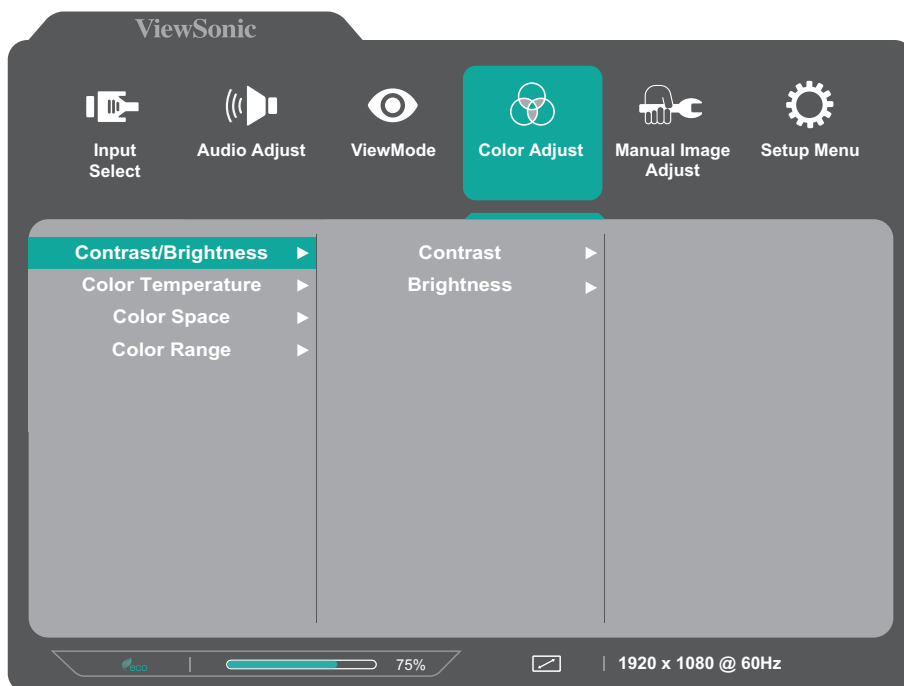 ViewSonic
Input
Select
Audio Adjust
ViewMode
Color Adjust
Manual Image
Adjust
Setup Menu
Contrast/Brightness
Color Temperature
Color Space
Color Range
Contrast
Brightness
eco
75%
1920 x 1080 @ 60Hz